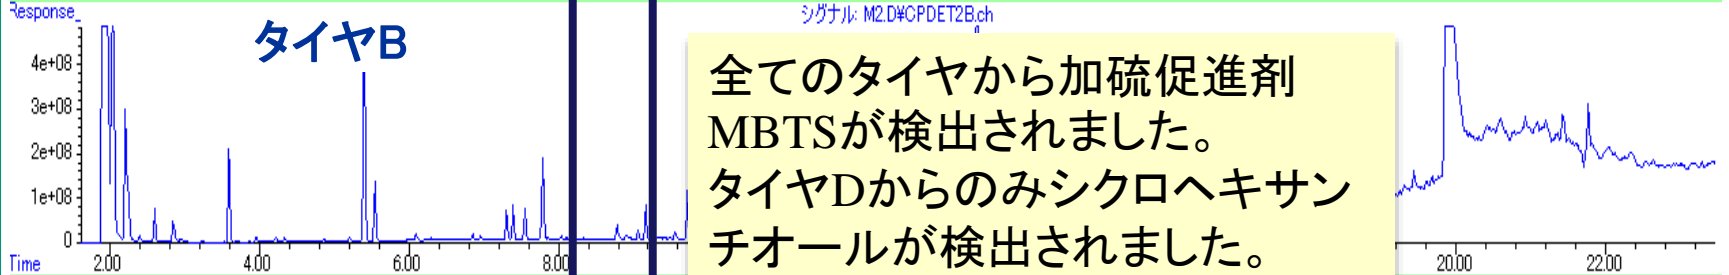 Response_
シグナル: M2.D¥CPDET2B.ch
タイヤB
4e+08
3e+08
2e+08
1e+08
0
全てのタイヤから加硫促進剤
MBTSが検出されました。
タイヤDからのみシクロヘキサン
チオールが検出されました。
Time 2.00 4.00 6.00 8.00 20.00 22.00